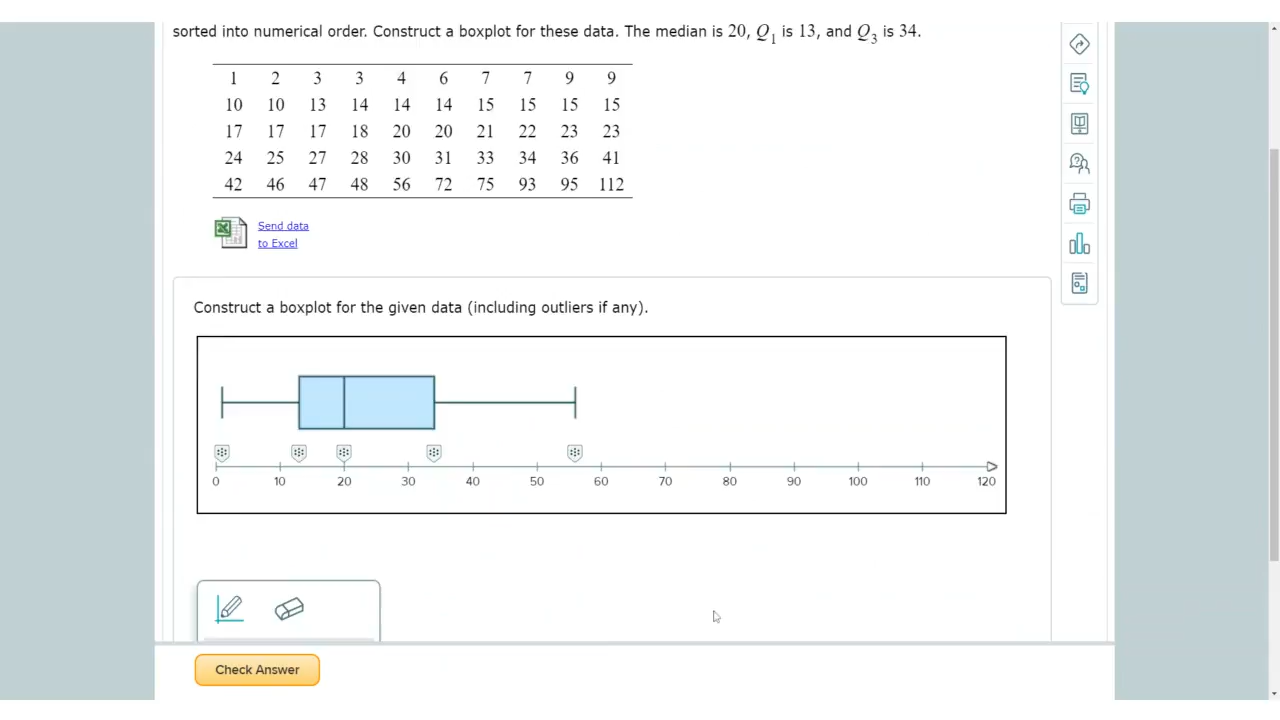 sorted into numerical order. Construct a boxplot for these data. The median is 20, Q1 is 13, and Q3 is 34.
1 2 3 3 4 6 7 7 9 9
10 10 13 14 14 14 15 15 15 15
17 17 17 18 20 20 21 22 23 23
24 25 27 28 30 31 33 34 36 41
42 46 47 48 56 72 75 93 95 112
Send data
to Excel
Construct a boxplot for the given data (including outliers if any).
0 10 20 30 40 50 60 70 80 90 100 110 120
Check Answer